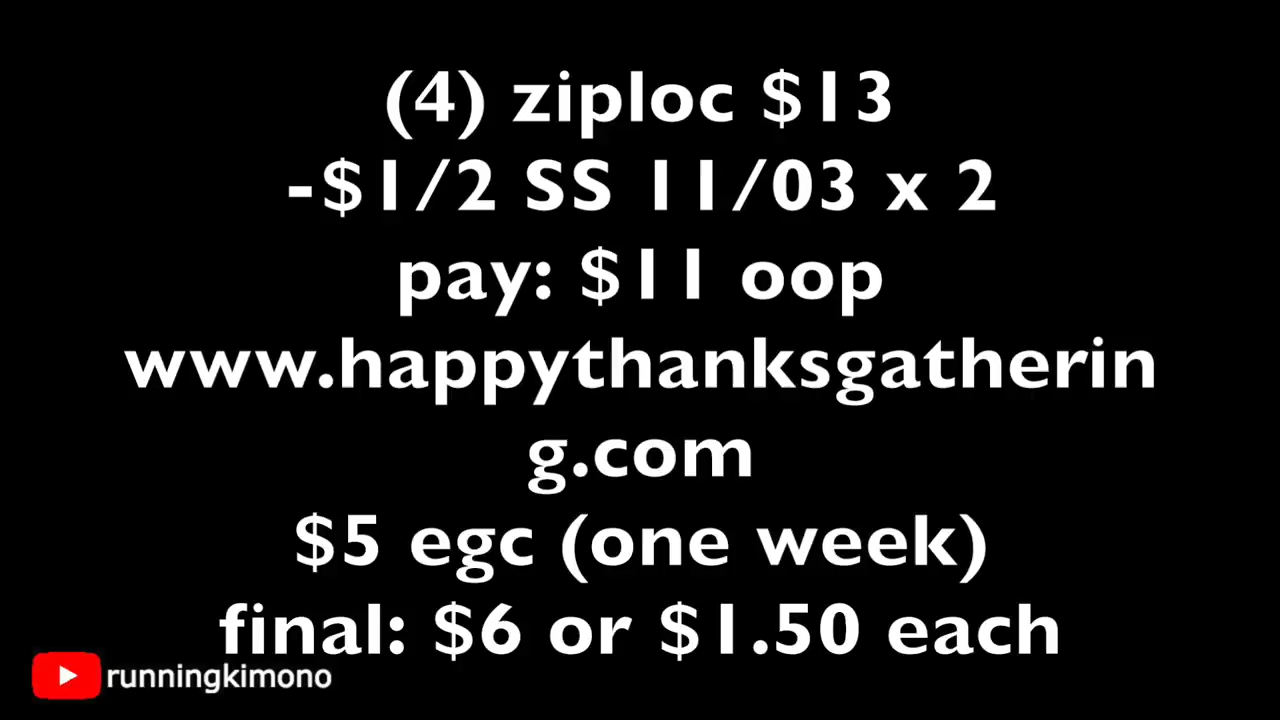 (4) ziploc $13
-$1/2 SS 11/03 x 2
pay: $11 oop
www.happythanksgatherin
g.com
$5 egc (one week)
final: $6 or $1.50 each
runningkimono